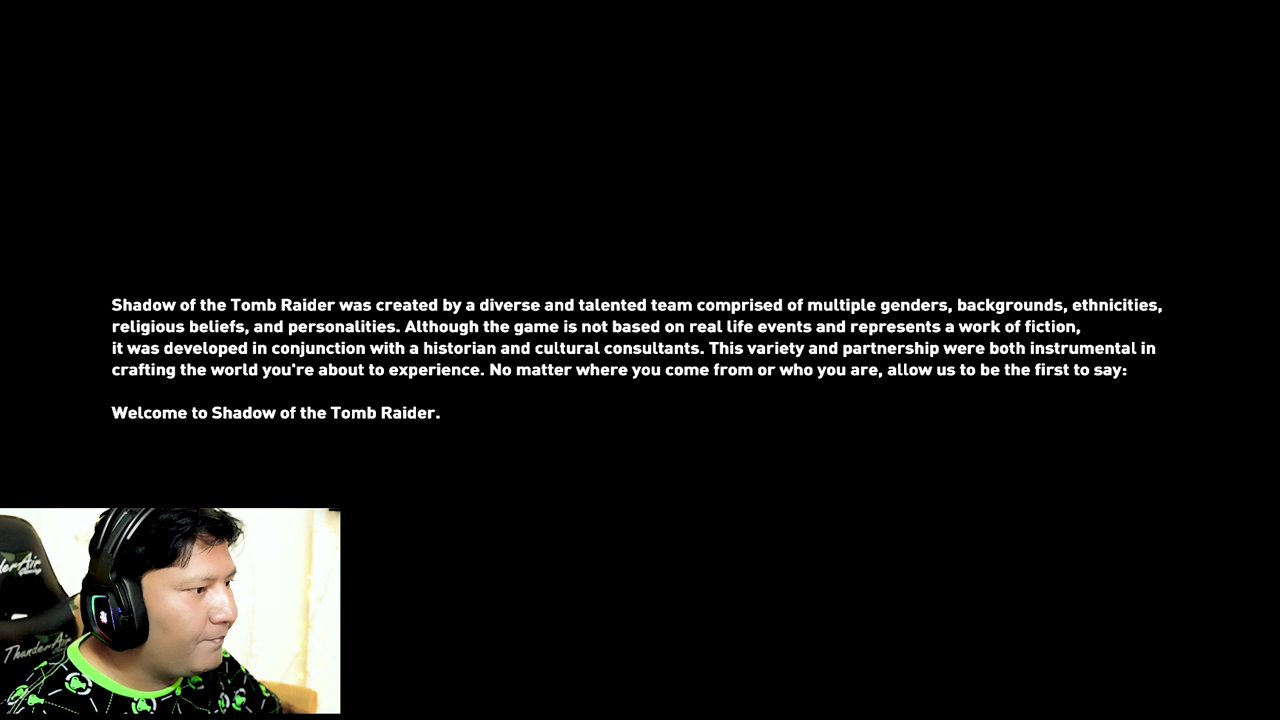 Shadow of the Tomb Raider was created by a diverse and talented team comprised of multiple genders, backgrounds, ethnicities,
religious beliefs, and personalities. Although the game is not based on real life events and represents a work of fiction,
it was developed in conjunction with a historian and cultural consultants. This variety and partnership were both instrumental in
crafting the world you're about to experience. No matter where you come from or who you are, allow us to be the first to say:
Welcome to Shadow of the Tomb Raider.
ThunderAir